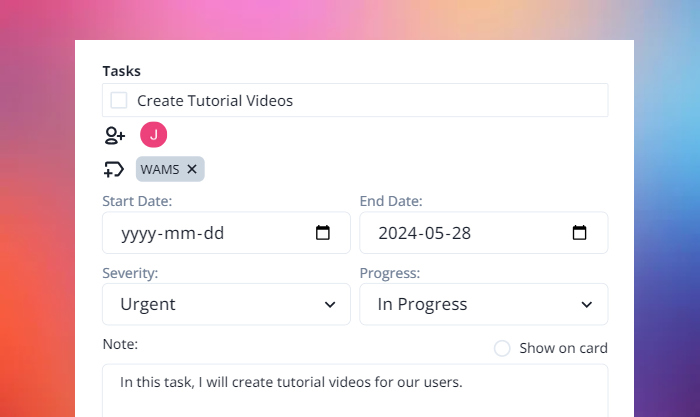 Tasks
Create Tutorial Videos
J
WAMS ✕
Start Date: End Date:
yyyy-mm-dd 2024-05-28
Severity: Progress:
Urgent In Progress
Note: Show on card
In this task, I will create tutorial videos for our users.